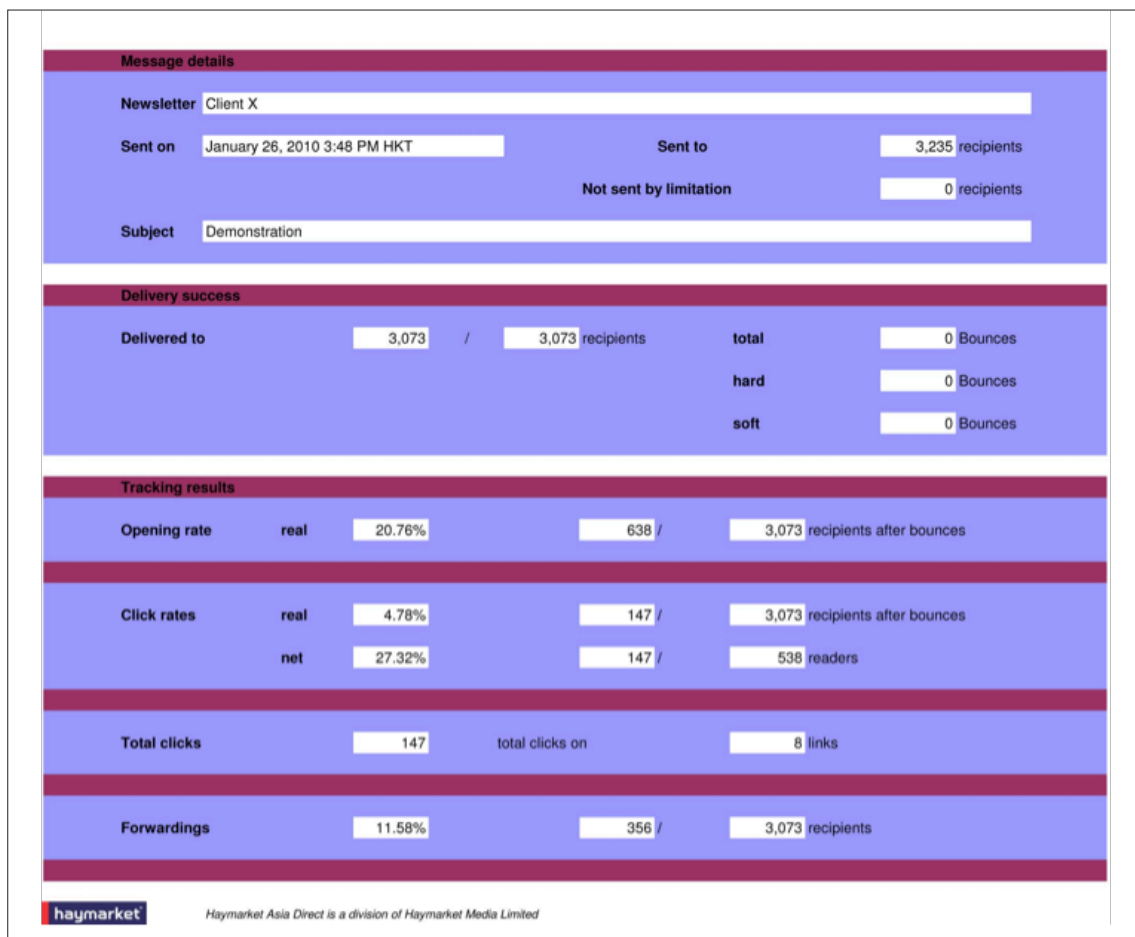 Message details
Newsletter Client X
Sent on January 26, 2010 3:48 PM HKT Sent to 3,235 recipients
Not sent by limitation 0 recipients
Subject Demonstration
Delivery success
Delivered to 3,073 / 3,073 recipients total 0 Bounces
hard 0 Bounces
soft 0 Bounces
Tracking results
Opening rate real 20.76% 638 / 3,073 recipients after bounces
Click rates real 4.78% 147 / 3,073 recipients after bounces
net 27.32% 147 / 538 readers
Total clicks 147 total clicks on 8 links
Forwardings 11.58% 356 / 3,073 recipients
haymarket Haymarket Asia Direct is a division of Haymarket Media Limited